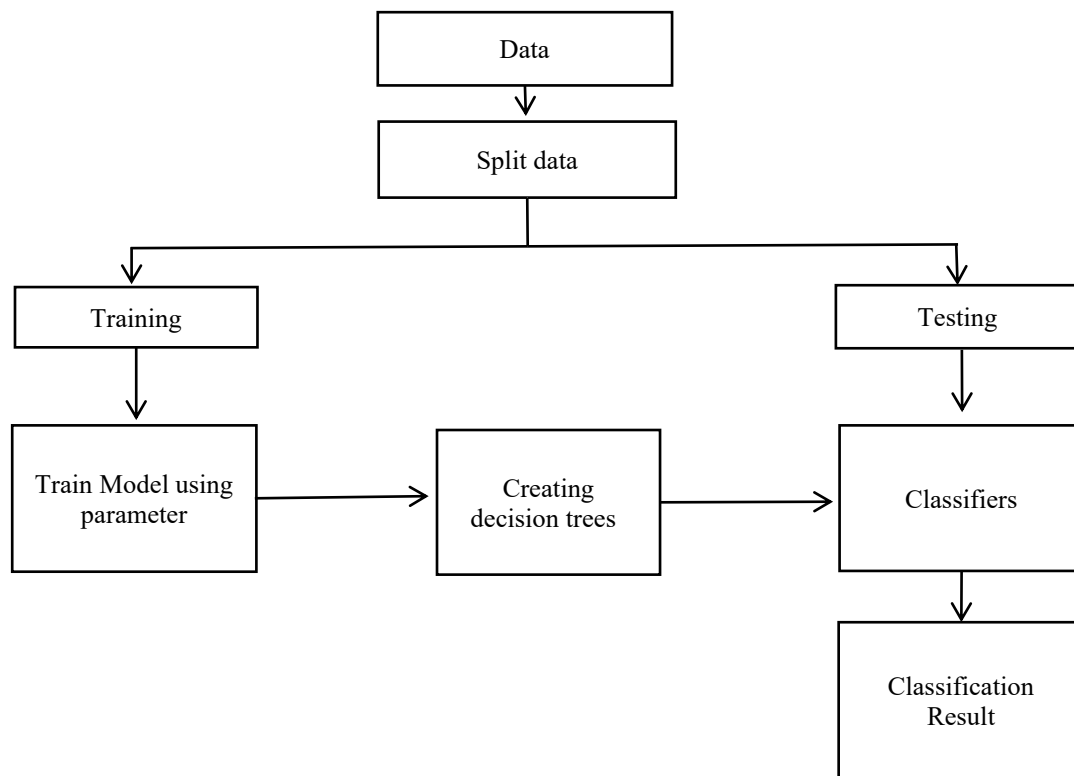 Data
Split data
Training
Testing
Train Model using
parameter
Creating
decision trees
Classifiers
Classification
Result